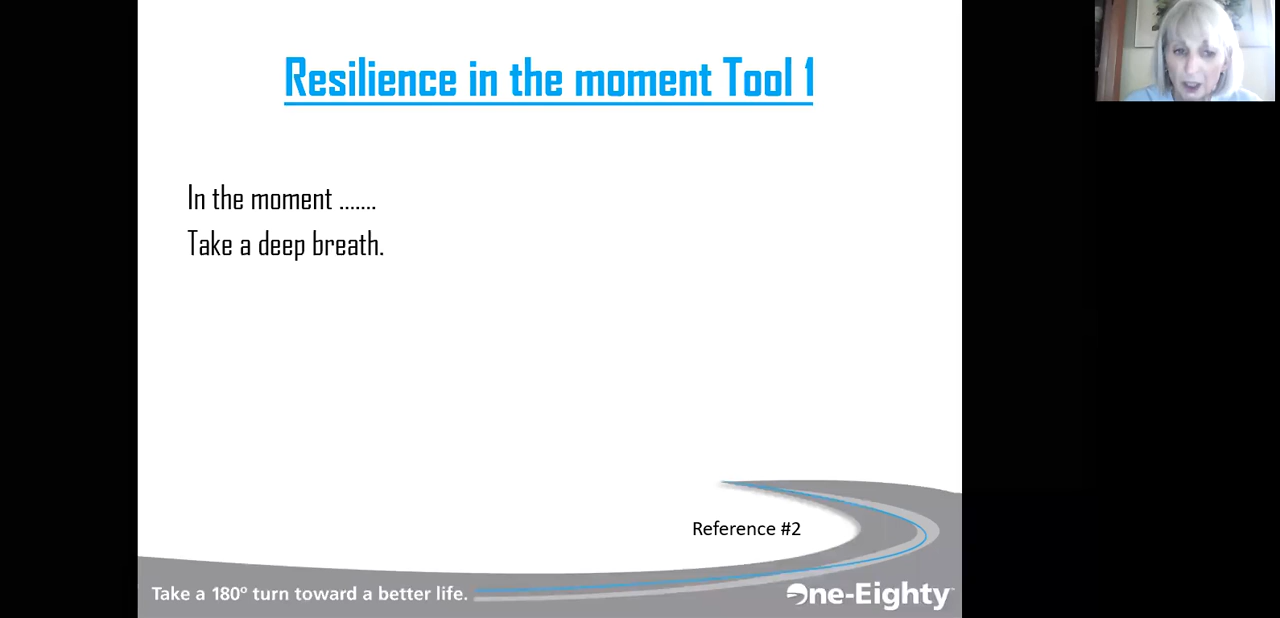 Resilience in the moment Tool 1
In the moment .......
Take a deep breath.
Reference #2
Take a 180º turn toward a better life.
One-Eighty